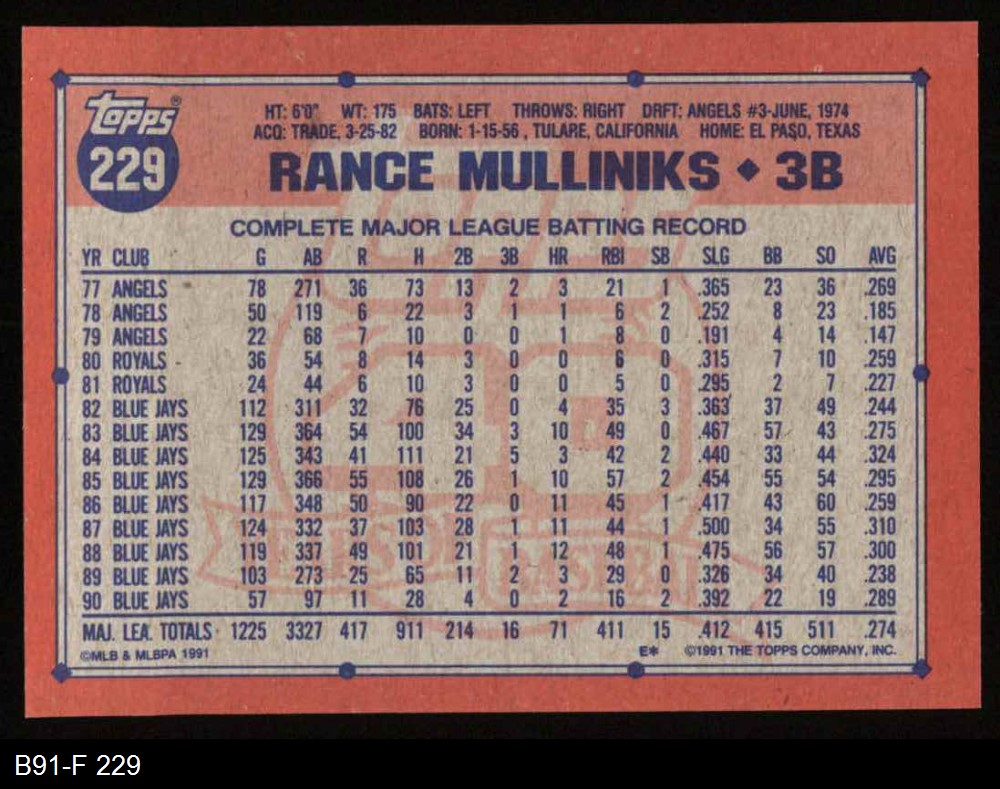 Topps®
229
HT: 6'0" WT: 175 BATS: LEFT THROWS: RIGHT DRFT: ANGELS #3-JUNE, 1974
ACQ: TRADE, 3-25-82 BORN: 1-15-56 , TULARE, CALIFORNIA HOME: EL PASO, TEXAS
RANCE MULLINIKS ◆ 3B
COMPLETE MAJOR LEAGUE BATTING RECORD
YR CLUB G AB R H 2B 3B HR RBI SB SLG BB SO AVG
77 ANGELS 78 271 36 73 13 2 3 21 1 .365 23 36 .269
78 ANGELS 50 119 6 22 3 1 1 6 2 .252 8 23 .185
79 ANGELS 22 68 7 10 0 0 1 8 0 .191 4 14 .147
80 ROYALS 36 54 8 14 3 0 0 6 0 .315 7 10 .259
81 ROYALS 24 44 6 10 3 0 0 5 0 .295 2 7 .227
82 BLUE JAYS 112 311 32 76 25 0 4 35 3 .363 37 49 .244
83 BLUE JAYS 129 364 54 100 34 3 10 49 0 .467 57 43 .275
84 BLUE JAYS 125 343 41 111 21 5 3 42 2 .440 33 44 .324
85 BLUE JAYS 129 366 55 108 26 1 10 57 2 .454 55 54 .295
86 BLUE JAYS 117 348 50 90 22 0 11 45 1 .417 43 60 .259
87 BLUE JAYS 124 332 37 103 28 1 11 44 1 .500 34 55 .310
88 BLUE JAYS 119 337 49 101 21 1 12 48 1 .475 56 57 .300
89 BLUE JAYS 103 273 25 65 11 2 3 29 0 .326 34 40 .238
90 BLUE JAYS 57 97 11 28 4 0 2 16 2 .392 22 19 .289
MAJ. LEA. TOTALS 1225 3327 417 911 214 16 71 411 15 .412 415 511 .274
©MLB & MLBPA 1991 E* ©1991 THE TOPPS COMPANY, INC.
B91-F 229